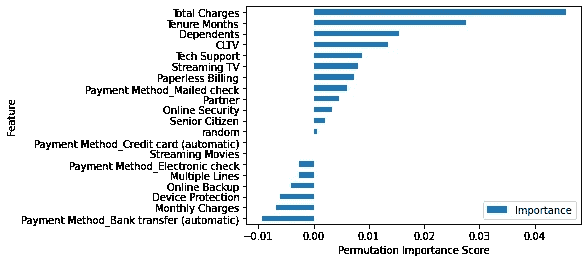 Total Charges
Tenure Months
Dependents
CLTV
Tech Support
Streaming TV
Paperless Billing
Payment Method_Mailed check
Partner
Online Security
Senior Citizen
random
Payment Method_Credit card (automatic)
Streaming Movies
Payment Method_Electronic check
Multiple Lines
Online Backup
Device Protection
Monthly Charges
Payment Method_Bank transfer (automatic)
Feature
Importance
−0.01 0.00 0.01 0.02 0.03 0.04
Permutation Importance Score